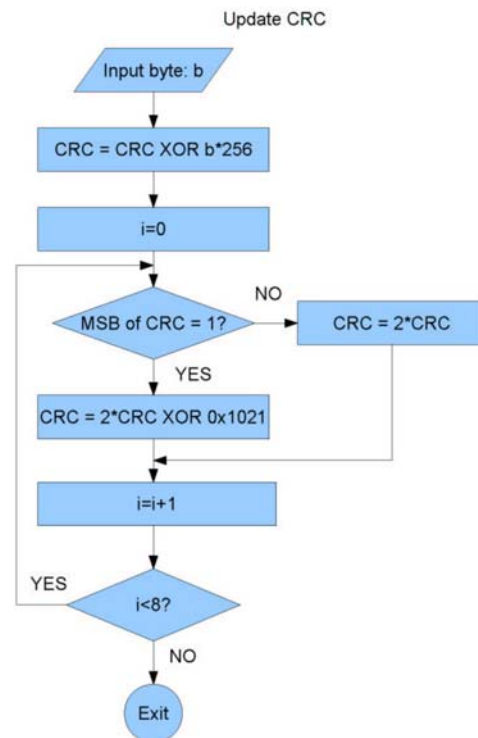 Update CRC
Input byte: b
CRC = CRC XOR b*256
i=0
MSB of CRC = 1?
NO
CRC = 2*CRC
YES
CRC = 2*CRC XOR 0x1021
i=i+1
YES
i<8?
NO
Exit